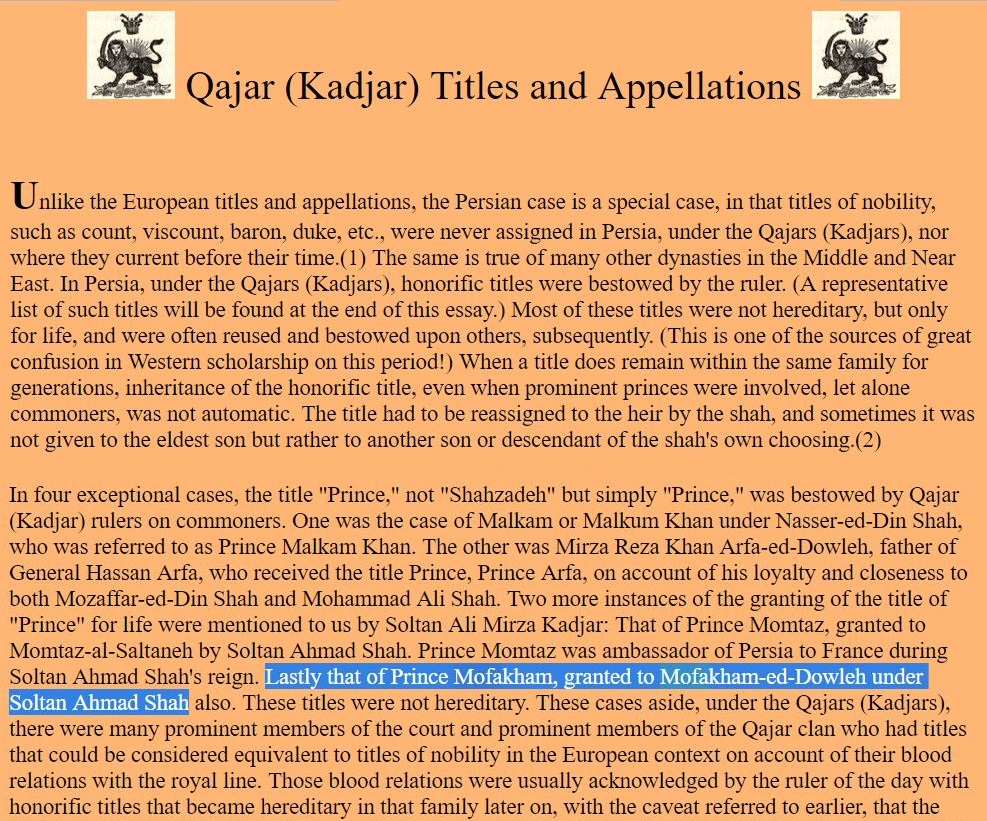 Qajar (Kadjar) Titles and Appellations
Unlike the European titles and appellations, the Persian case is a special case, in that titles of nobility,
such as count, viscount, baron, duke, etc., were never assigned in Persia, under the Qajars (Kadjars), nor
where they current before their time.(1) The same is true of many other dynasties in the Middle and Near
East. In Persia, under the Qajars (Kadjars), honorific titles were bestowed by the ruler. (A representative
list of such titles will be found at the end of this essay.) Most of these titles were not hereditary, but only
for life, and were often reused and bestowed upon others, subsequently. (This is one of the sources of great
confusion in Western scholarship on this period!) When a title does remain within the same family for
generations, inheritance of the honorific title, even when prominent princes were involved, let alone
commoners, was not automatic. The title had to be reassigned to the heir by the shah, and sometimes it was
not given to the eldest son but rather to another son or descendant of the shah's own choosing.(2)
In four exceptional cases, the title "Prince," not "Shahzadeh" but simply "Prince," was bestowed by Qajar
(Kadjar) rulers on commoners. One was the case of Malkam or Malkum Khan under Nasser-ed-Din Shah,
who was referred to as Prince Malkam Khan. The other was Mirza Reza Khan Arfa-ed-Dowleh, father of
General Hassan Arfa, who received the title Prince, Prince Arfa, on account of his loyalty and closeness to
both Mozaffar-ed-Din Shah and Mohammad Ali Shah. Two more instances of the granting of the title of
"Prince" for life were mentioned to us by Soltan Ali Mirza Kadjar: That of Prince Momtaz, granted to
Momtaz-al-Saltaneh by Soltan Ahmad Shah. Prince Momtaz was ambassador of Persia to France during
Soltan Ahmad Shah's reign. Lastly that of Prince Mofakham, granted to Mofakham-ed-Dowleh under
Soltan Ahmad Shah also. These titles were not hereditary. These cases aside, under the Qajars (Kadjars),
there were many prominent members of the court and prominent members of the Qajar clan who had titles
that could be considered equivalent to titles of nobility in the European context on account of their blood
relations with the royal line. Those blood relations were usually acknowledged by the ruler of the day with
honorific titles that became hereditary in that family later on, with the caveat referred to earlier, that the